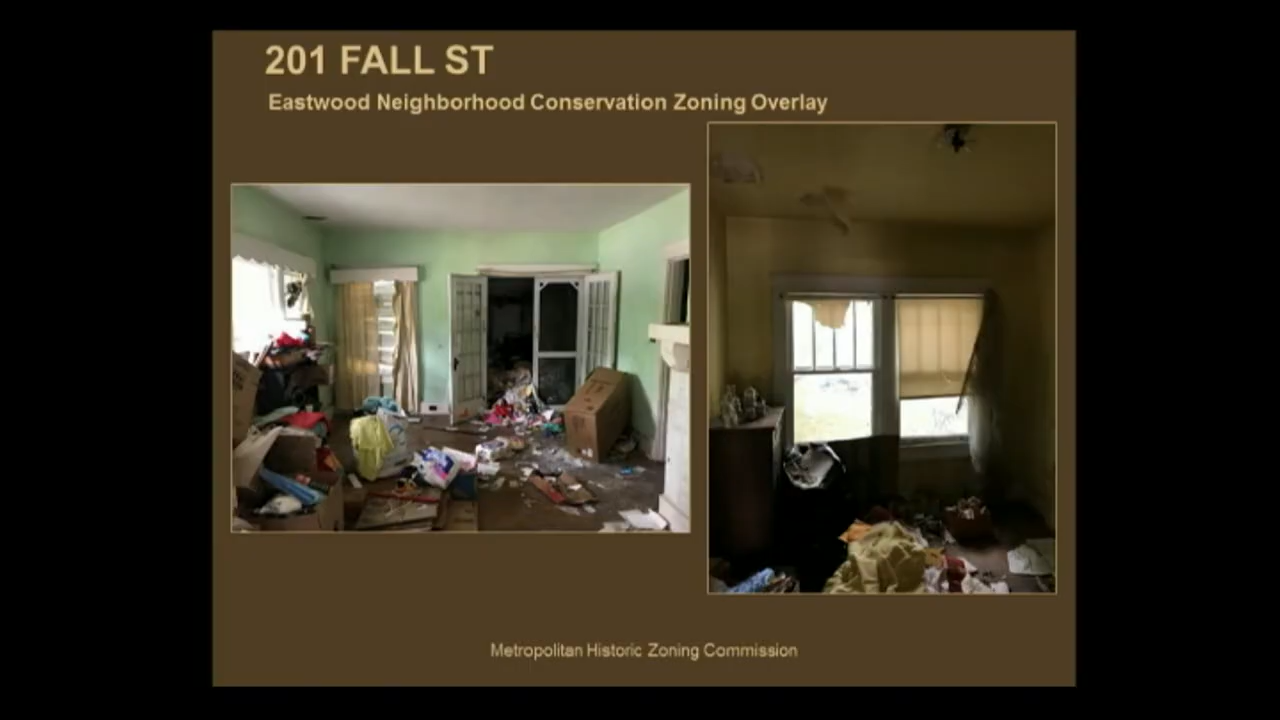 201 FALL ST
Eastwood Neighborhood Conservation Zoning Overlay
Metropolitan Historic Zoning Commission